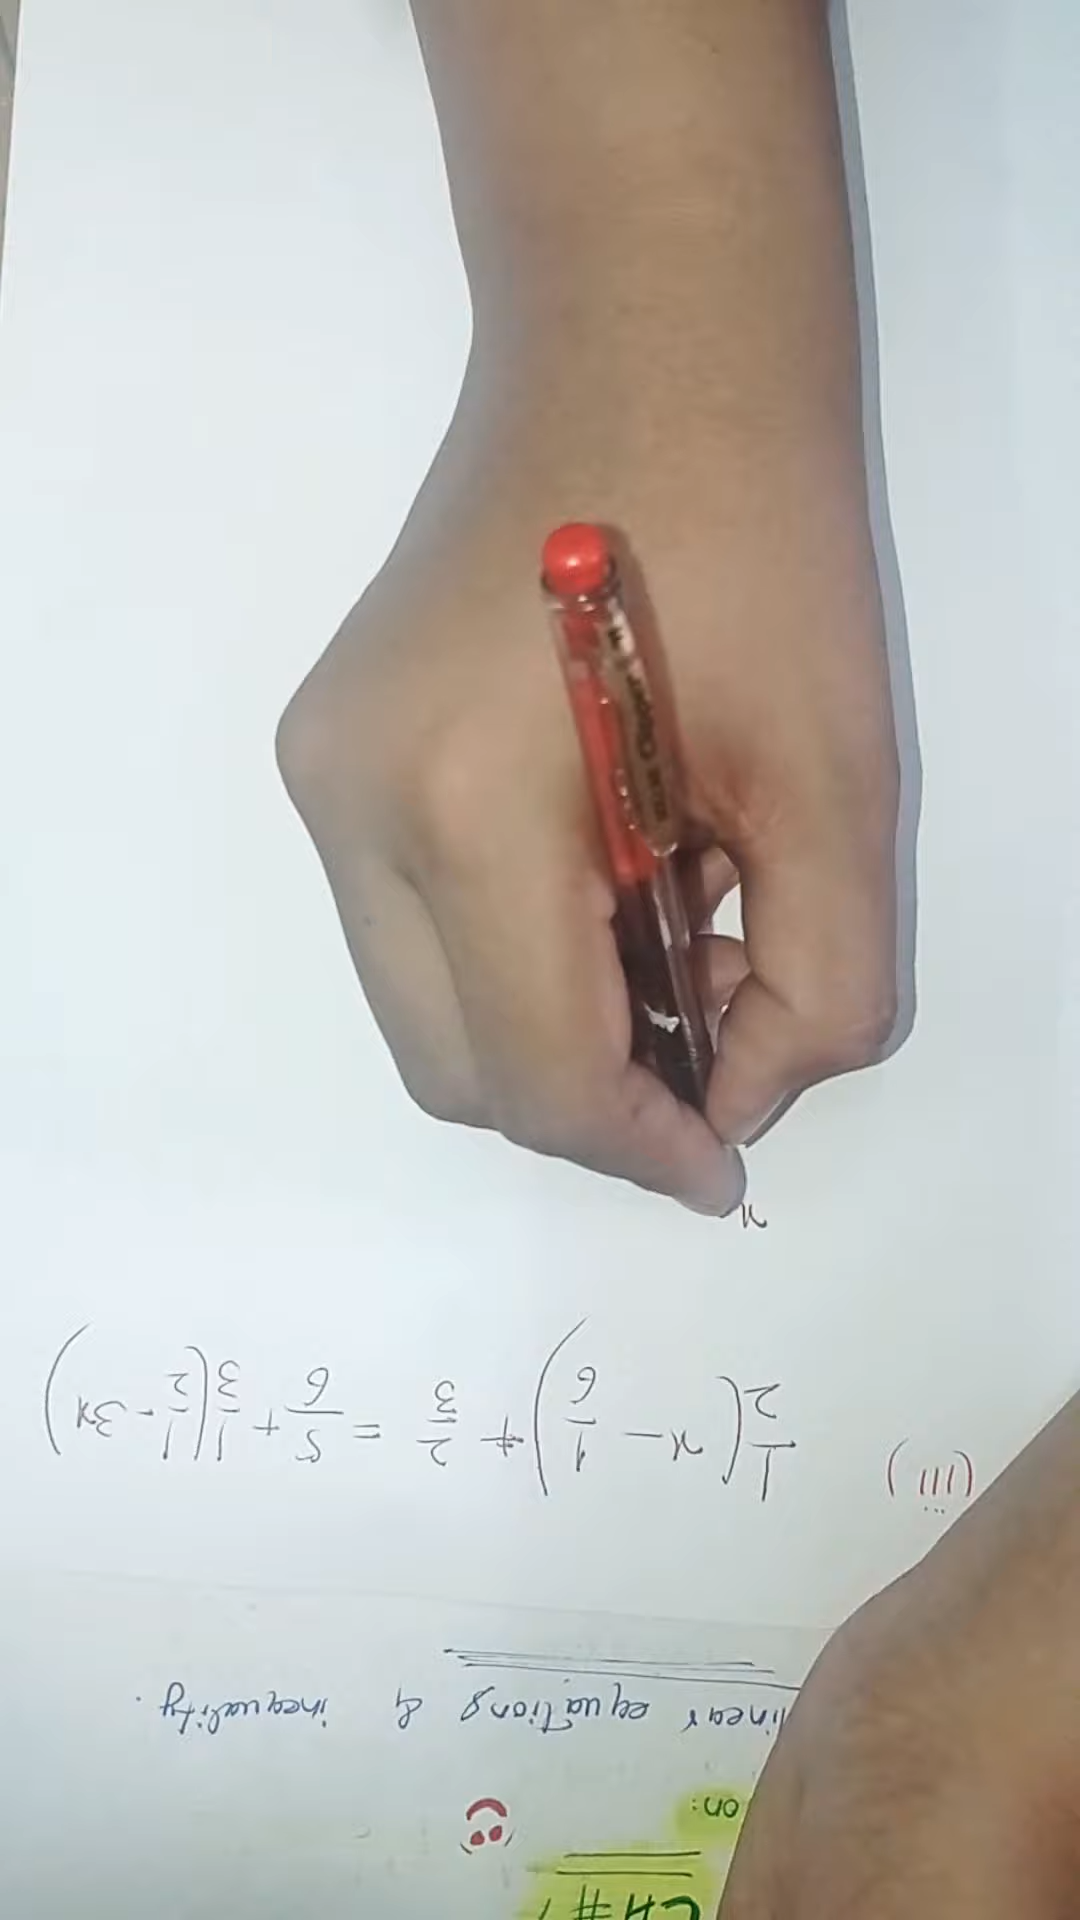 CH # 7
on:
linear equations & inequality.
(iii) 1/2 (x - 1/6) + 2/3 = 5/6 + 1/3 (1/2 - 3x)
x